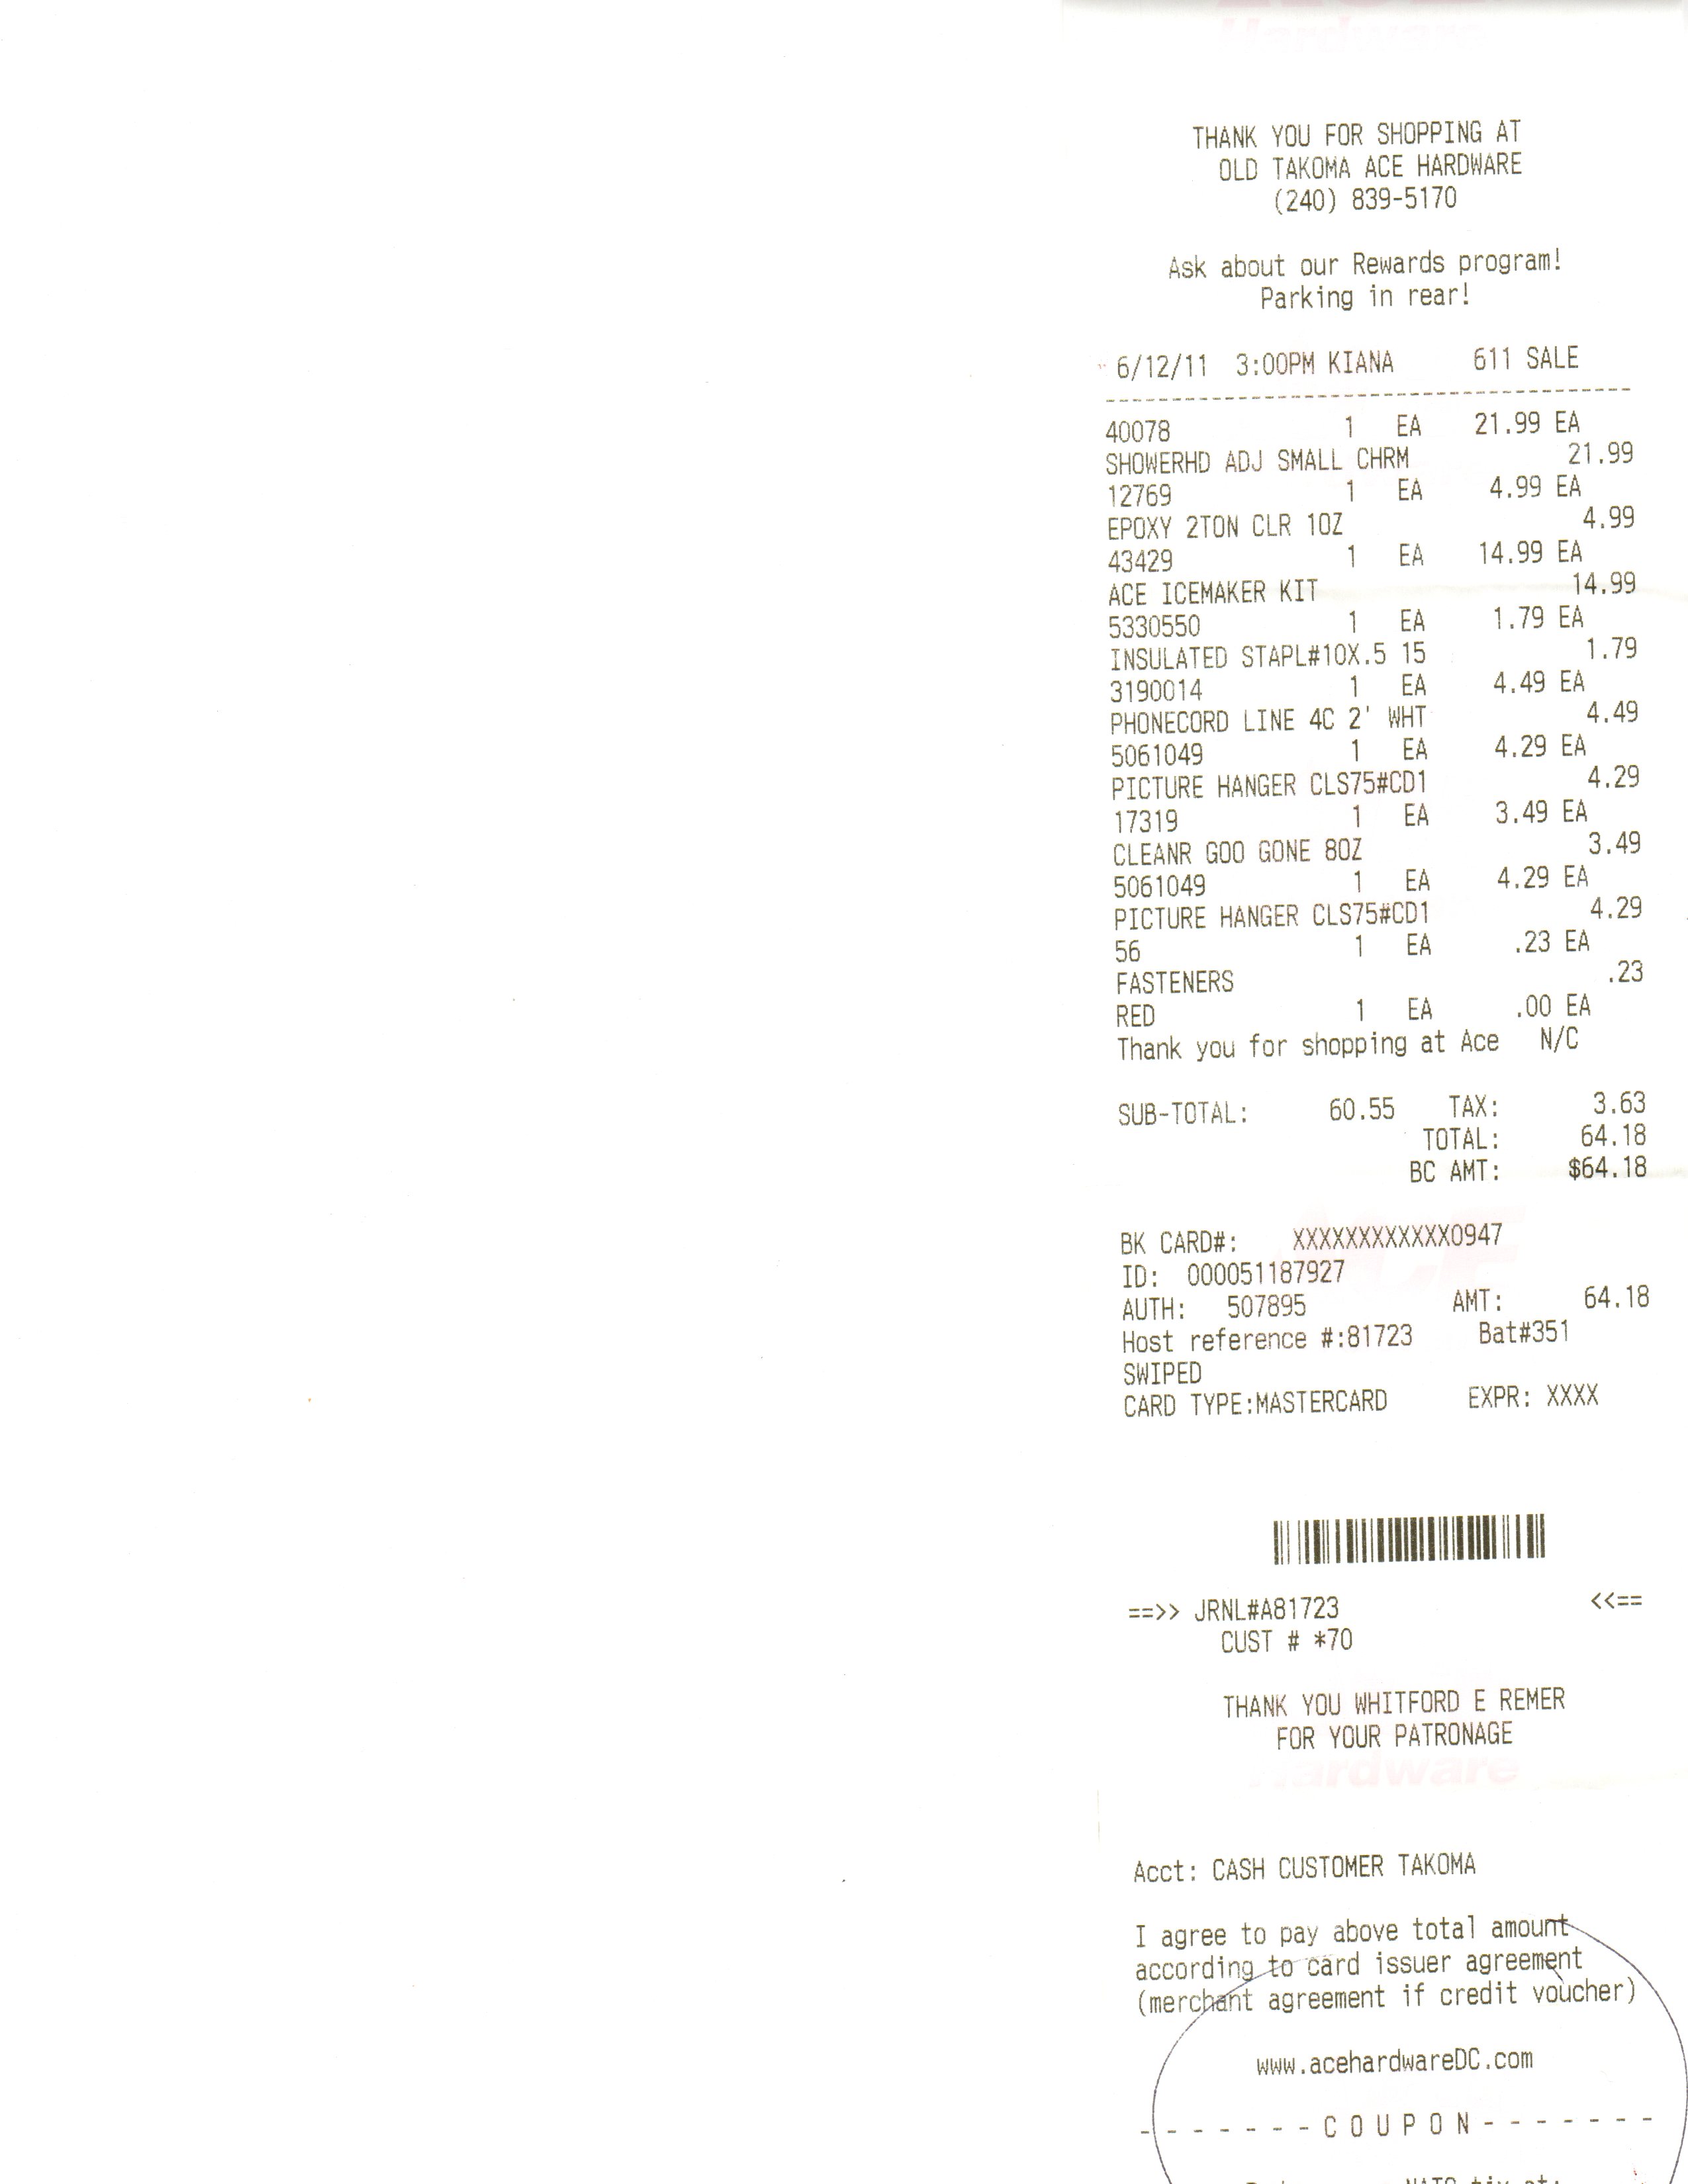 THANK YOU FOR SHOPPING AT
OLD TAKOMA ACE HARDWARE
(240) 839-5170
Ask about our Rewards program!
Parking in rear!
6/12/11 3:00PM KIANA 611 SALE
----------------------------------------
40078 1 EA 21.99 EA
SHOWERHD ADJ SMALL CHRM 21.99
12769 1 EA 4.99 EA
EPOXY 2TON CLR 1OZ 4.99
43429 1 EA 14.99 EA
ACE ICEMAKER KIT 14.99
5330550 1 EA 1.79 EA
INSULATED STAPL#10X.5 15 1.79
3190014 1 EA 4.49 EA
PHONECORD LINE 4C 2' WHT 4.49
5061049 1 EA 4.29 EA
PICTURE HANGER CLS75#CD1 4.29
17319 1 EA 3.49 EA
CLEANR GOO GONE 8OZ 3.49
5061049 1 EA 4.29 EA
PICTURE HANGER CLS75#CD1 4.29
56 1 EA .23 EA
FASTENERS .23
RED 1 EA .00 EA
Thank you for shopping at Ace N/C
SUB-TOTAL: 60.55 TAX: 3.63
TOTAL: 64.18
BC AMT: $64.18
BK CARD#: XXXXXXXXXXXX0947
ID: 000051187927
AUTH: 507895 AMT: 64.18
Host reference #:81723 Bat#351
SWIPED
CARD TYPE:MASTERCARD EXPR: XXXX
==>> JRNL#A81723 <<==
CUST # *70
THANK YOU WHITFORD E REMER
FOR YOUR PATRONAGE
Hardware
Acct: CASH CUSTOMER TAKOMA
I agree to pay above total amount
according to card issuer agreement
(merchant agreement if credit voucher)
www.acehardwareDC.com
- - - - - - - C O U P O N - - - - - - -